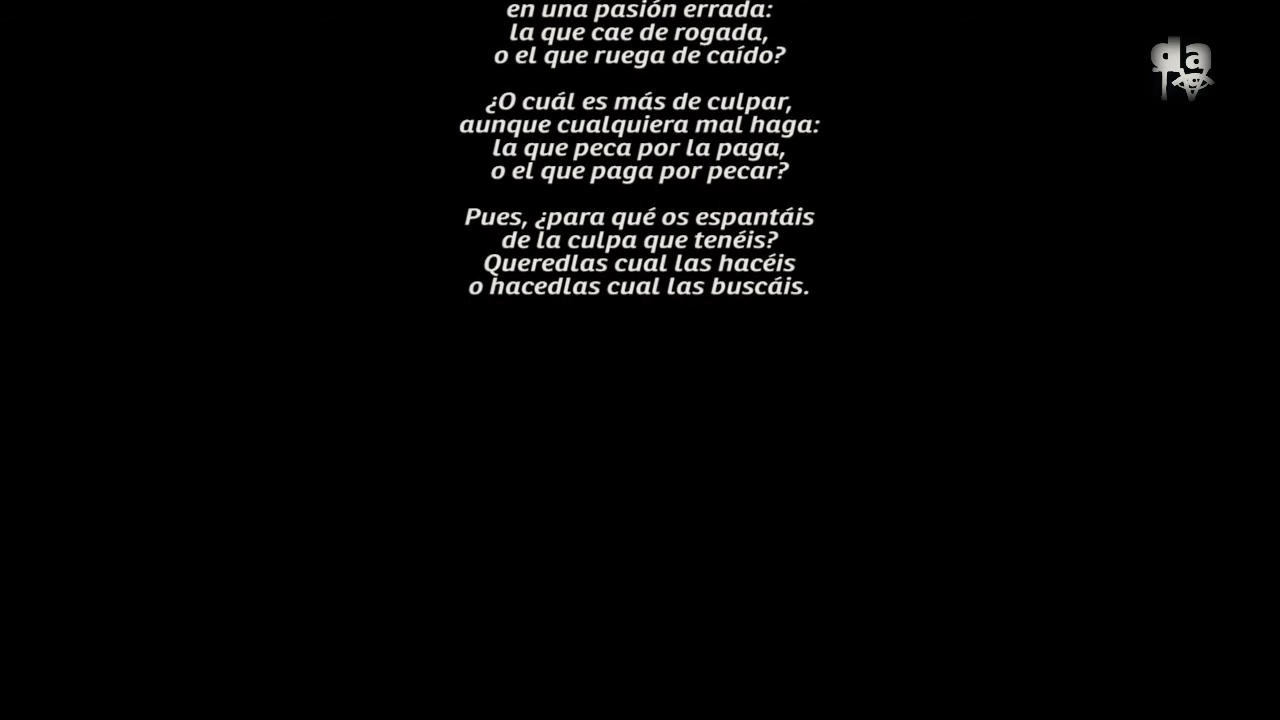 en una pasión errada:
la que cae de rogada,
o el que ruega de caído?
¿O cuál es más de culpar,
aunque cualquiera mal haga:
la que peca por la paga,
o el que paga por pecar?
Pues, ¿para qué os espantáis
de la culpa que tenéis?
Queredlas cual las hacéis
o hacedlas cual las buscáis.
da
TV